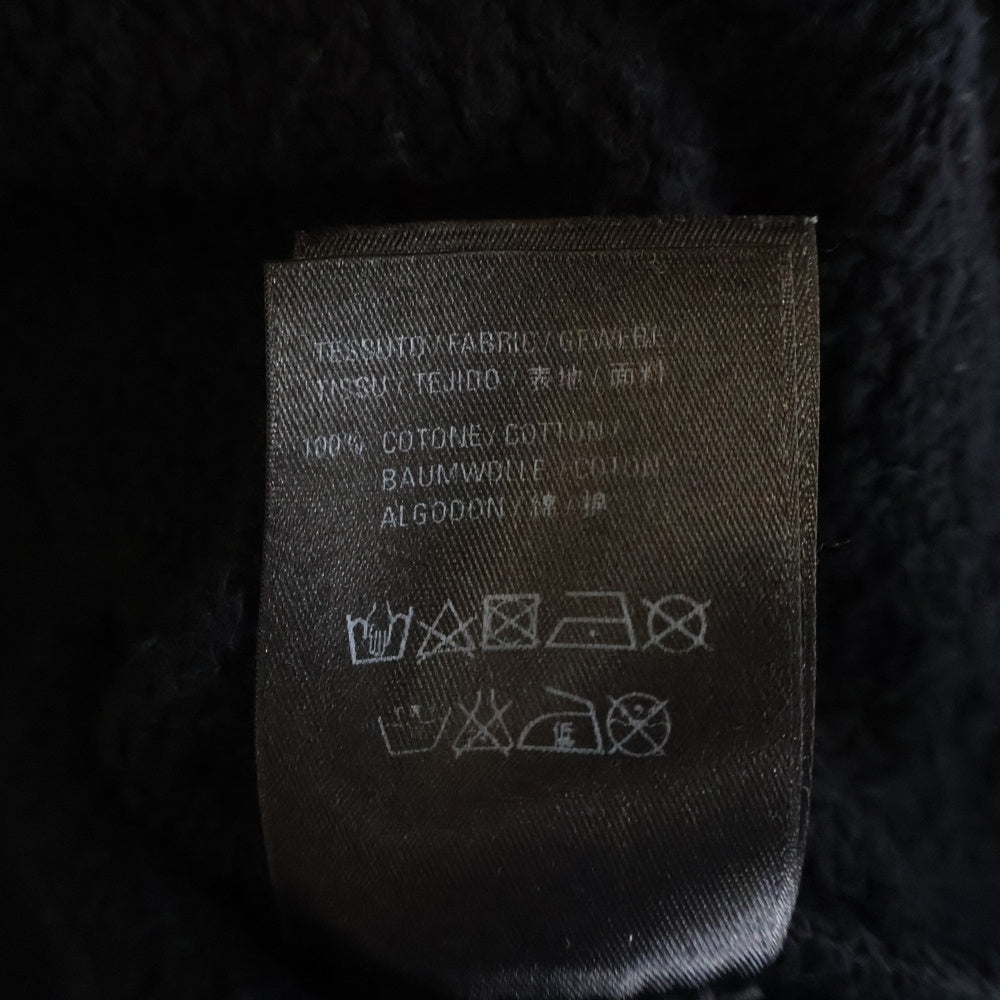 TESSUTO / FABRIC / GEWEBE /
TISSU / TEJIDO / 表地 / 面料
100% COTONE / COTTON /
BAUMWOLLE / COTON
ALGODON / 綿 / 棉